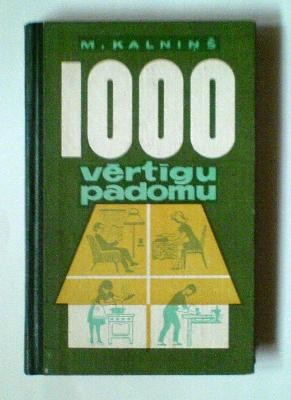 M. KALNIŅŠ
1000
vērtīgu
padomu